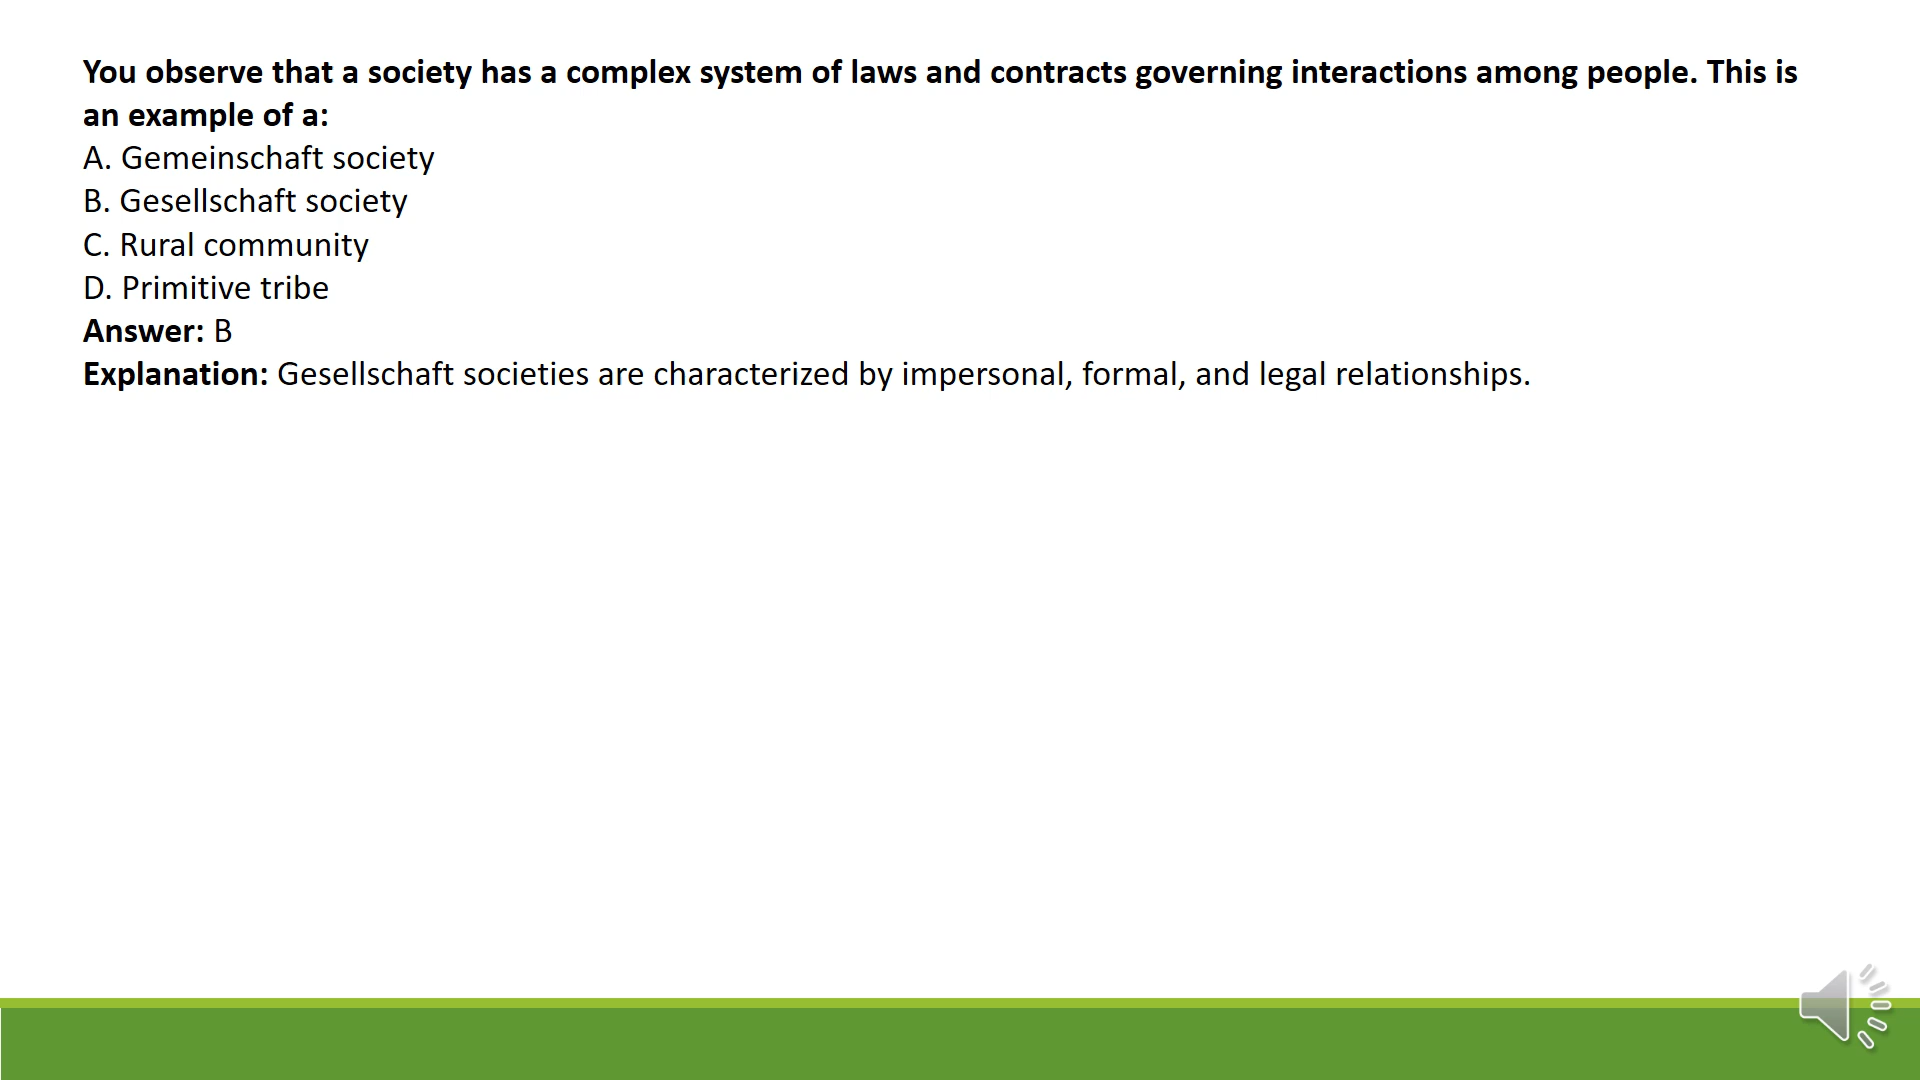 You observe that a society has a complex system of laws and contracts governing interactions among people. This is
an example of a:
A. Gemeinschaft society
B. Gesellschaft society
C. Rural community
D. Primitive tribe
Answer: B
Explanation: Gesellschaft societies are characterized by impersonal, formal, and legal relationships.